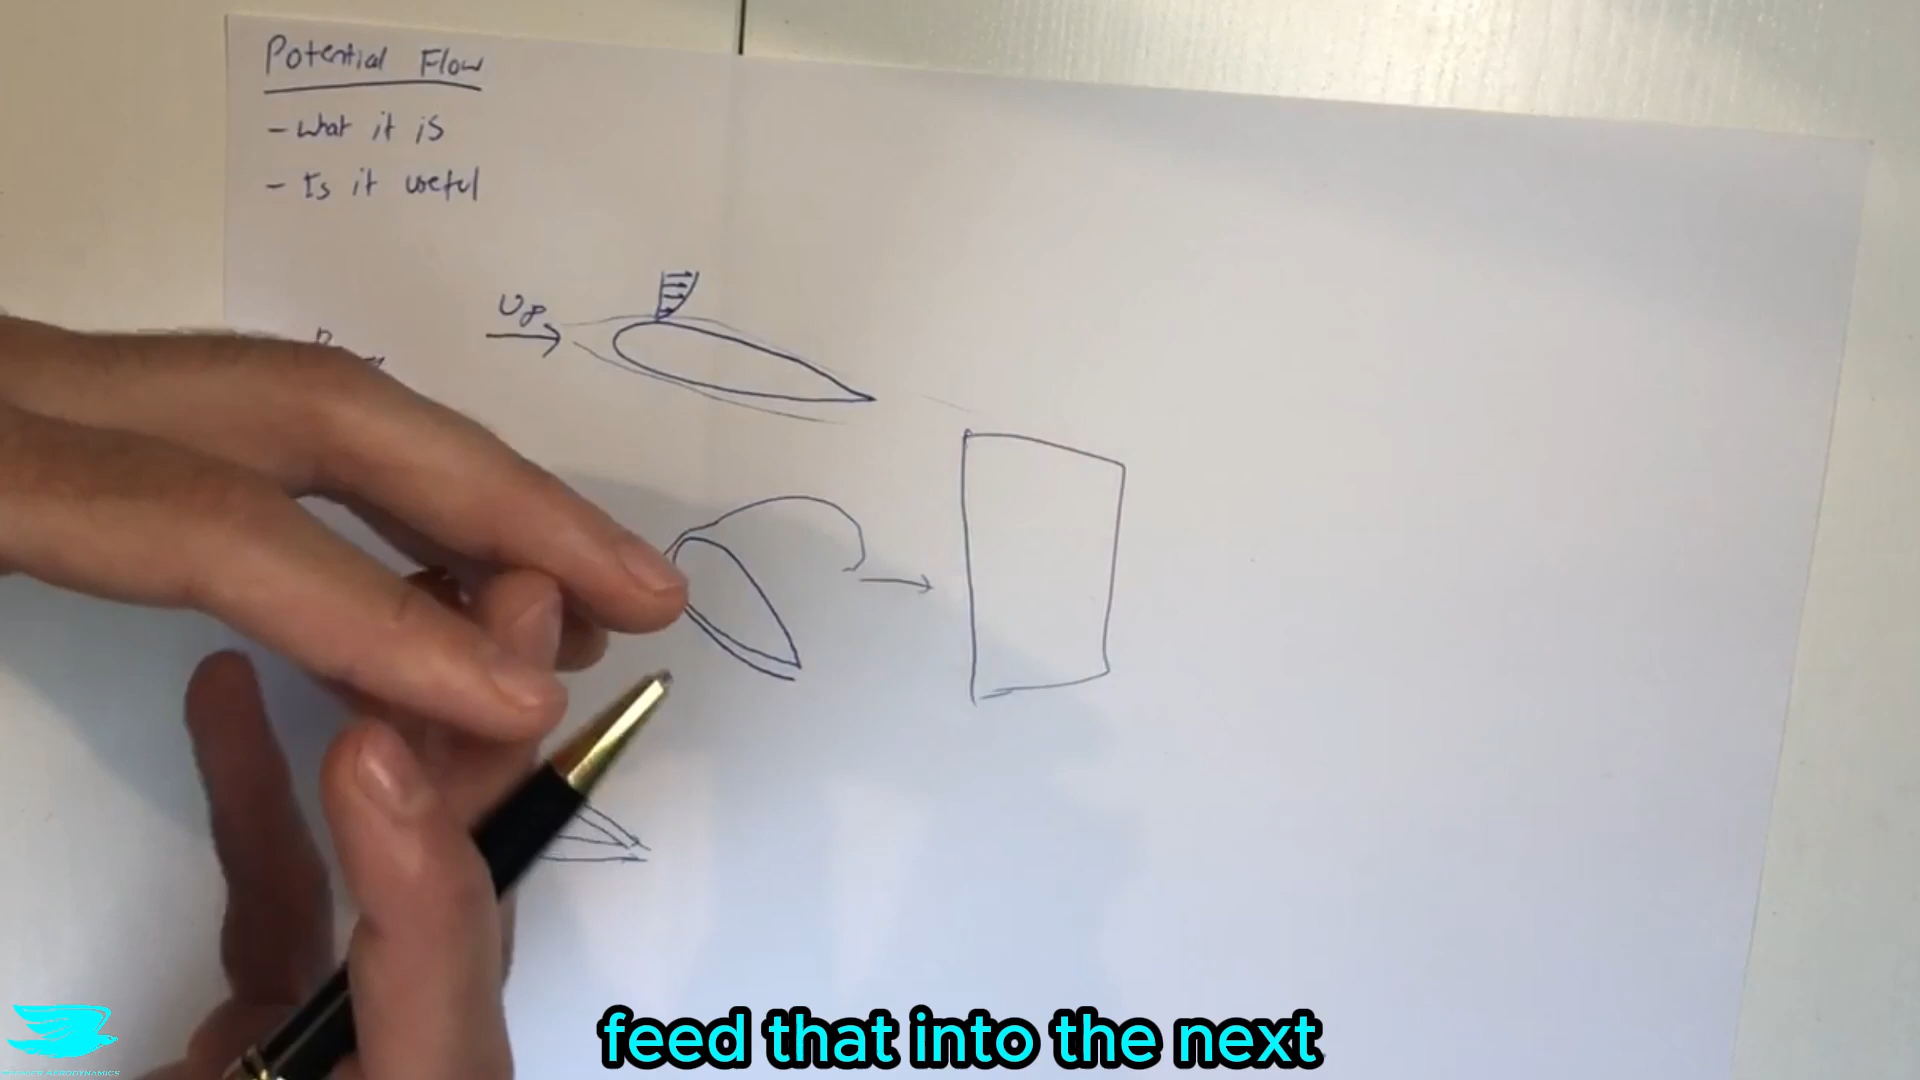 Potential Flow
- What it is
- Is it useful
U∞
feed that into the next